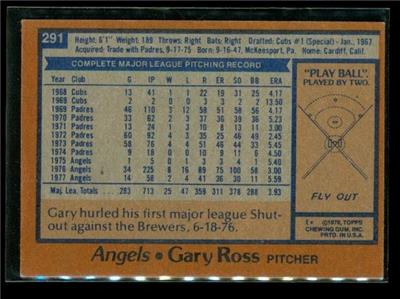 291
Height: 6'1" Weight: 189 Throws: Right Bats: Right Drafted: Cubs #1 (Special) - Jan., 1967
Acquired: Trade with Padres, 9-17-75 Born: 9-16-47, McKeesport, Pa. Home: Cardiff, Calif.
COMPLETE MAJOR LEAGUE PITCHING RECORD
YEAR CLUB G IP W L R ER SO BB ERA
1968 Cubs 13 41 1 1 22 19 31 25 4.17
1969 Cubs 2 2 0 0 3 3 2 2 13.50
1969 Padres 46 110 3 12 58 51 58 56 4.17
1970 Padres 33 62 2 3 37 36 39 36 5.23
1971 Padres 13 24 1 3 10 8 13 11 3.00
1972 Padres 60 92 4 3 35 25 46 49 2.45
1973 Padres 58 76 4 4 51 46 44 33 5.45
1974 Padres 9 18 0 0 10 9 11 6 4.50
1975 Angels 1 5 0 1 3 3 4 1 5.40
1976 Angels 34 225 8 16 89 75 100 58 3.00
1977 Angels 14 58 2 4 41 36 30 11 5.59
Maj. Lea. Totals 283 713 25 47 359 311 378 288 3.93
Gary hurled his first major league Shut-
out against the Brewers, 6-18-76.
"PLAY BALL"
PLAYED BY TWO.
FLY OUT
©1978, TOPPS
CHEWING GUM, INC.
PRTD. IN U.S.A.
Angels • Gary Ross PITCHER